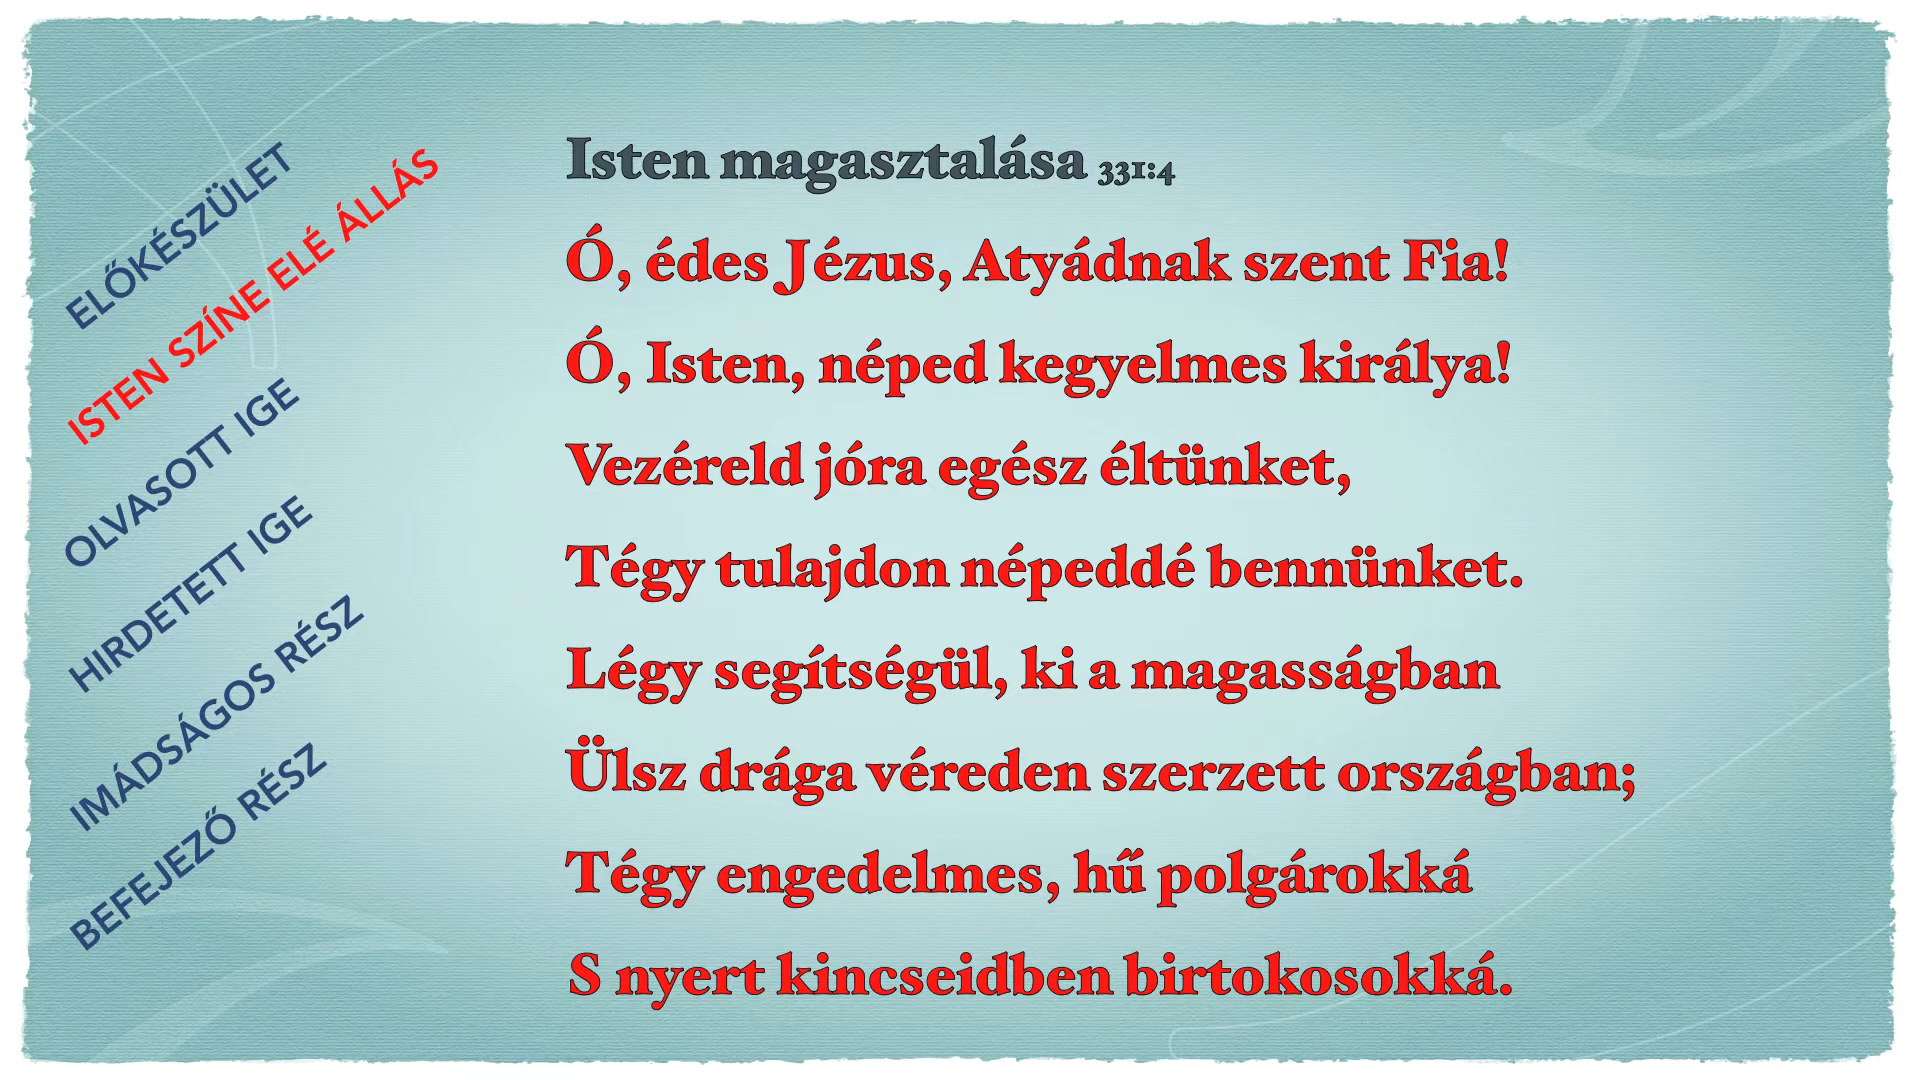 ELŐKÉSZÜLET
ISTEN SZÍNE ELÉ ÁLLÁS
OLVASOTT IGE
HIRDETETT IGE
IMÁDSÁGOS RÉSZ
BEFEJEZŐ RÉSZ
Isten magasztalása 331:4
Ó, édes Jézus, Atyádnak szent Fia!
Ó, Isten, néped kegyelmes királya!
Vezéreld jóra egész éltünket,
Tégy tulajdon népeddé bennünket.
Légy segítségül, ki a magasságban
Ülsz drága véreden szerzett országban;
Tégy engedelmes, hű polgárokká
S nyert kincseidben birtokosokká.